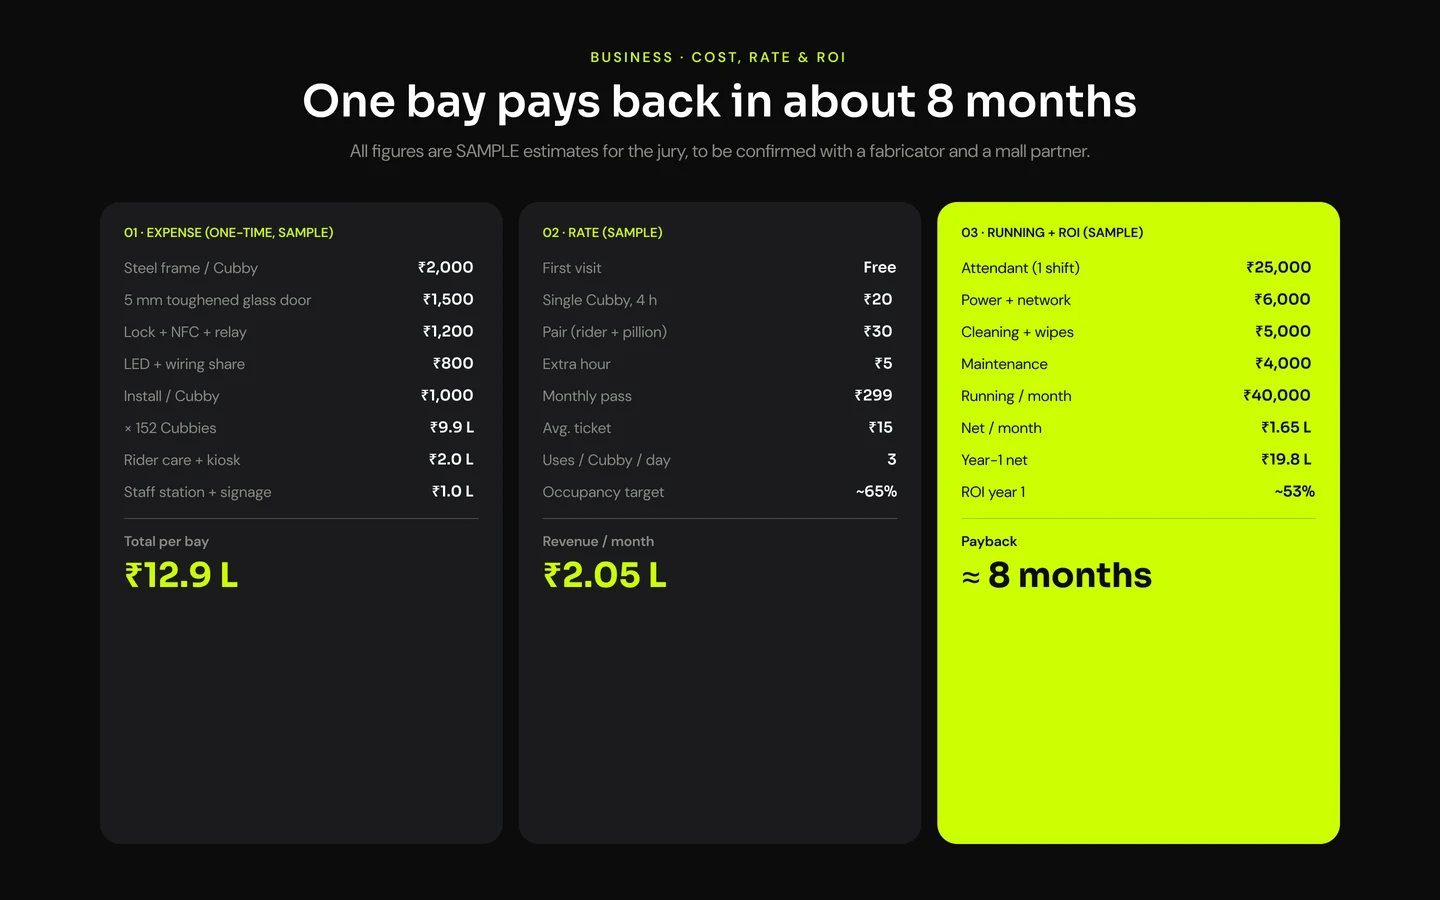 BUSINESS · COST, RATE & ROI
One bay pays back in about 8 months
All figures are SAMPLE estimates for the jury, to be confirmed with a fabricator and a mall partner.
01 · EXPENSE (ONE-TIME, SAMPLE)
Steel frame / Cubby ₹2,000
5 mm toughened glass door ₹1,500
Lock + NFC + relay ₹1,200
LED + wiring share ₹800
Install / Cubby ₹1,000
× 152 Cubbies ₹9.9 L
Rider care + kiosk ₹2.0 L
Staff station + signage ₹1.0 L
Total per bay
₹12.9 L
02 · RATE (SAMPLE)
First visit Free
Single Cubby, 4 h ₹20
Pair (rider + pillion) ₹30
Extra hour ₹5
Monthly pass ₹299
Avg. ticket ₹15
Uses / Cubby / day 3
Occupancy target ~65%
Revenue / month
₹2.05 L
03 · RUNNING + ROI (SAMPLE)
Attendant (1 shift) ₹25,000
Power + network ₹6,000
Cleaning + wipes ₹5,000
Maintenance ₹4,000
Running / month ₹40,000
Net / month ₹1.65 L
Year-1 net ₹19.8 L
ROI year 1 ~53%
Payback
≈ 8 months